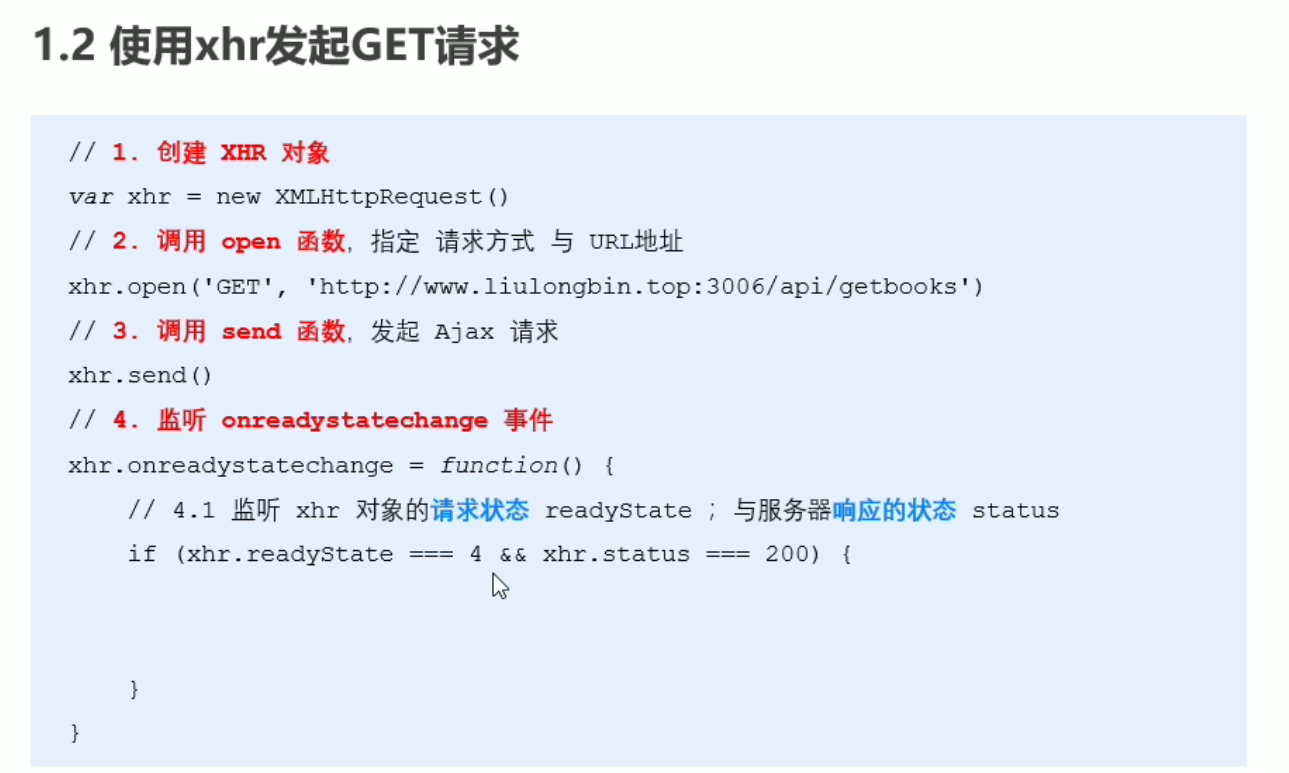 1.2 使用xhr发起GET请求
// 1. 创建 XHR 对象
var xhr = new XMLHttpRequest()
// 2. 调用 open 函数，指定 请求方式 与 URL地址
xhr.open('GET', 'http://www.liulongbin.top:3006/api/getbooks')
// 3. 调用 send 函数，发起 Ajax 请求
xhr.send()
// 4. 监听 onreadystatechange 事件
xhr.onreadystatechange = function() {
    // 4.1 监听 xhr 对象的请求状态 readyState ；与服务器响应的状态 status
    if (xhr.readyState === 4 && xhr.status === 200) {
    }
}